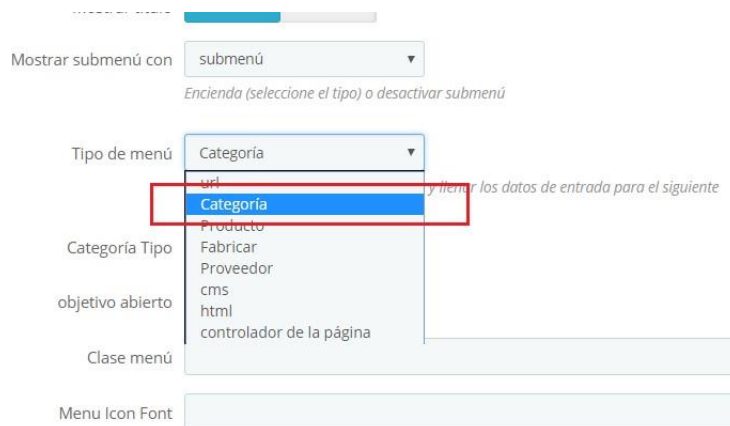 Mostrar submenú con submenú
Encienda (seleccione el tipo) o desactivar submenú
Tipo de menú Categoría
url
y llenar los datos de entrada para el siguiente
Categoría
Producto
Categoría Tipo Fabricar
Proveedor
cms
objetivo abierto
html
controlador de la página
Clase menú
Menu Icon Font